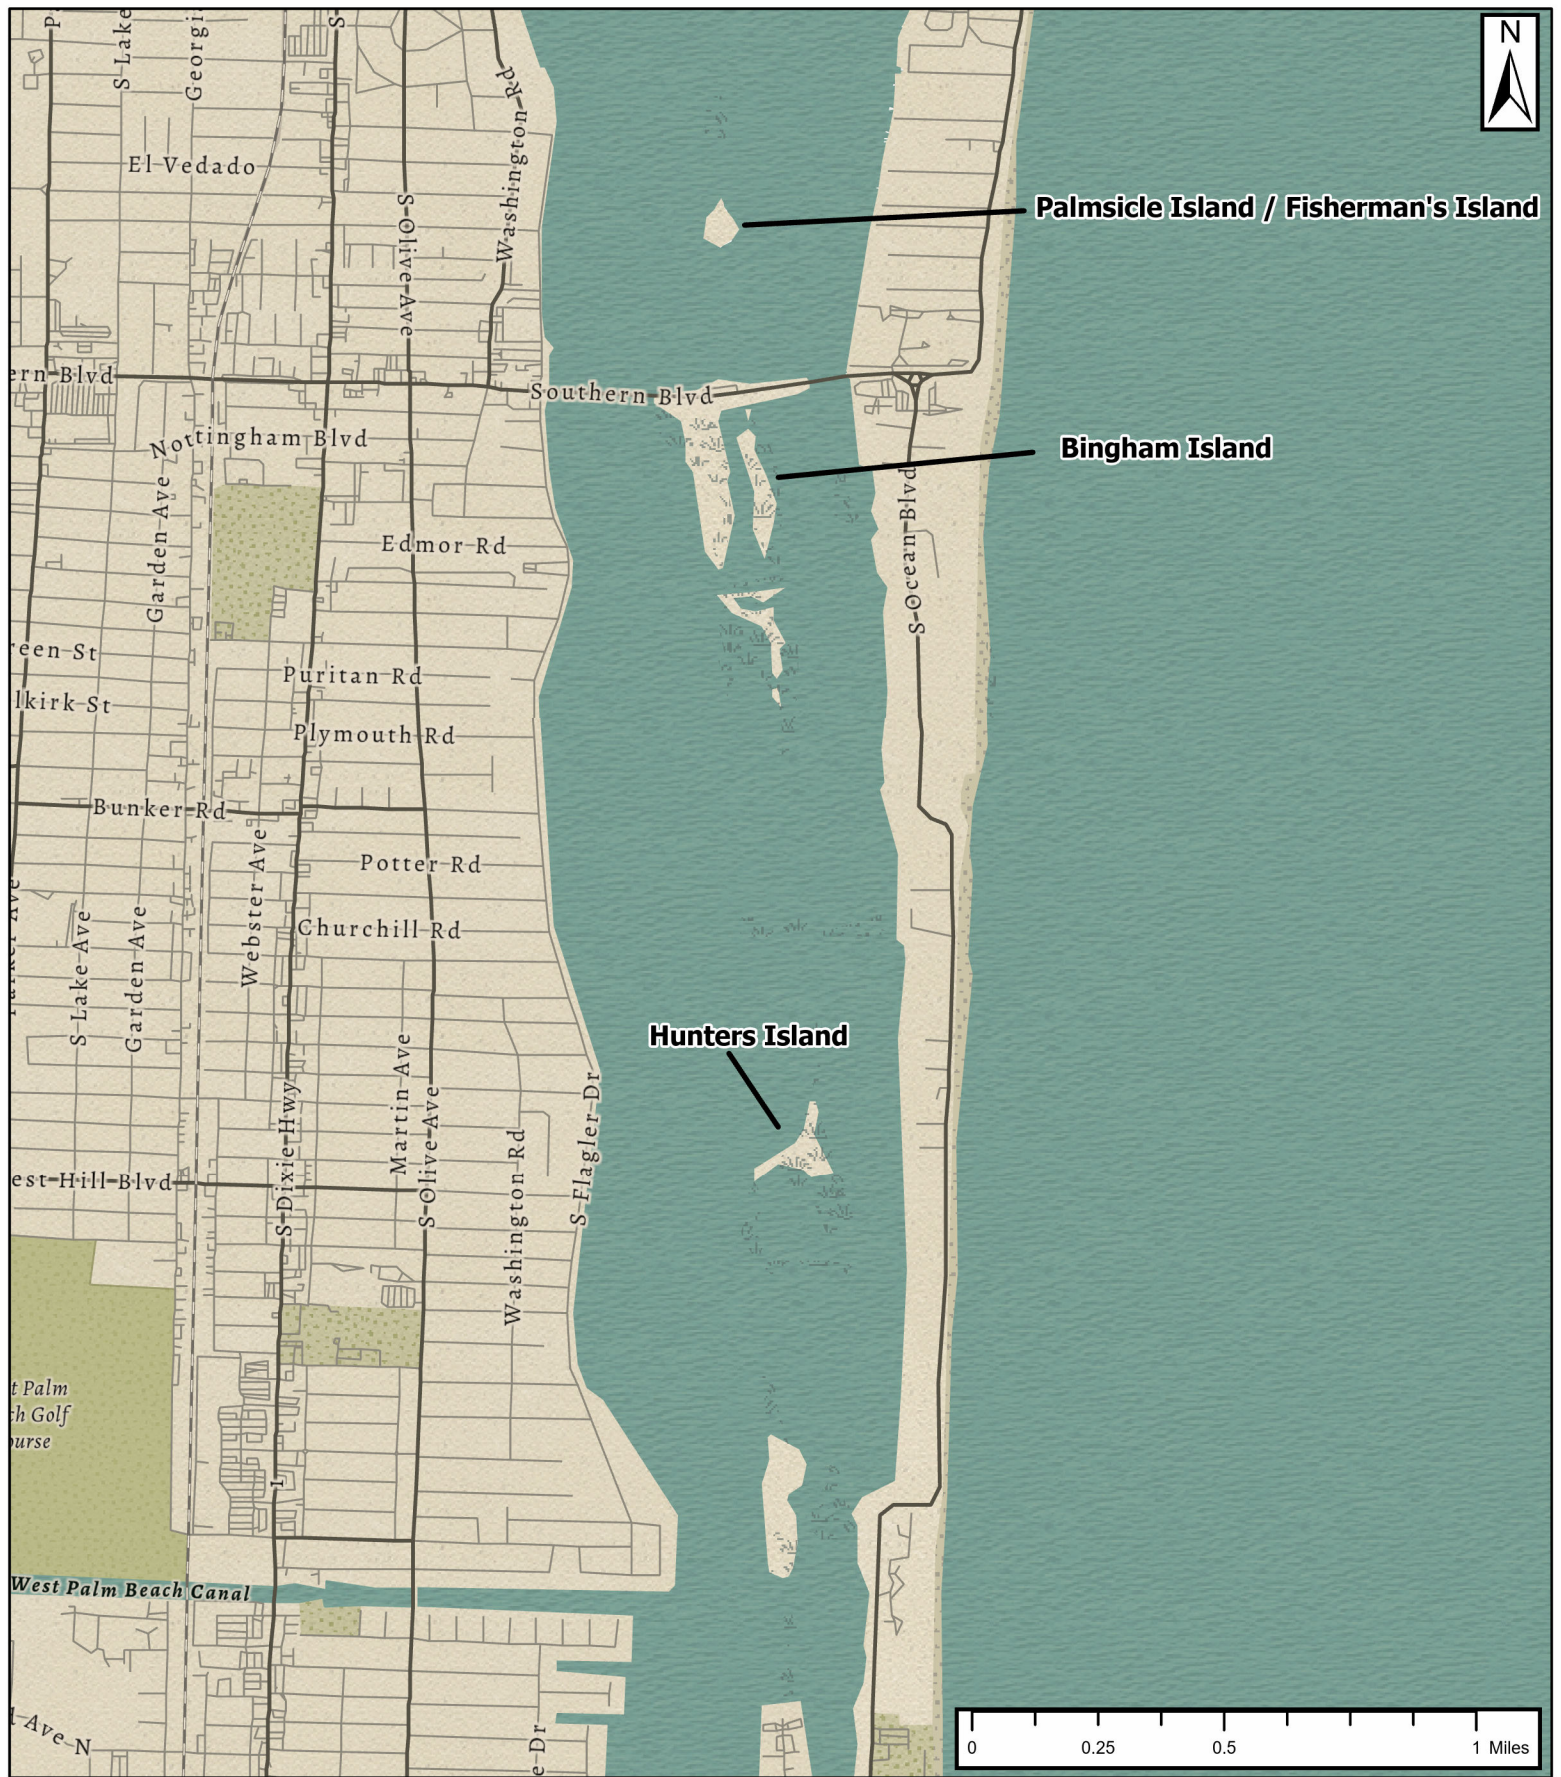 S Lake
Georgi
S
N
Washington Rd
El Vedado
S Olive Ave
Palmsicle Island / Fisherman's Island
ern Blvd
Southern Blvd
Nottingham Blvd
Bingham Island
Garden Ave
S Ocean Blvd
Edmor Rd
reen St
Puritan Rd
lkirk St
Plymouth Rd
Bunker Rd
Webster Ave
Potter Rd
S Lake Ave
Garden Ave
Churchill Rd
Hunters Island
Martin Ave
S Olive Ave
S Dixie Hwy
S Flagler Dr
Washington Rd
est Hill Blvd
t Palm
ch Golf
ourse
West Palm Beach Canal
Ave N
e Dr
0 0.25 0.5 1 Miles